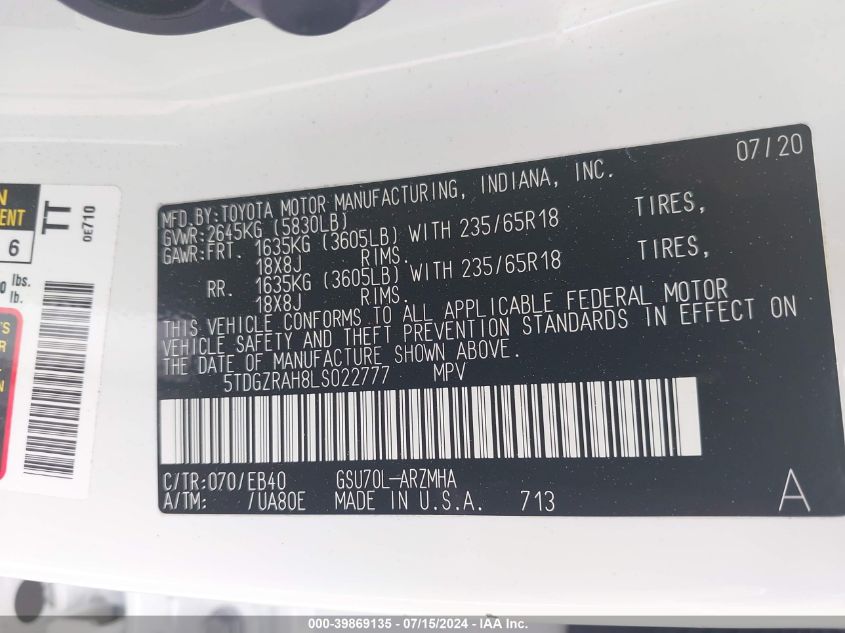 07/20
MFD. BY: TOYOTA MOTOR MANUFACTURING, INDIANA, INC.
GVWR: 2645KG (5830LB)
GAWR: FRT. 1635KG (3605LB) WITH 235/65R18 TIRES,
18X8J RIMS.
RR. 1635KG (3605LB) WITH 235/65R18 TIRES,
18X8J RIMS.
THIS VEHICLE CONFORMS TO ALL APPLICABLE FEDERAL MOTOR
VEHICLE SAFETY AND THEFT PREVENTION STANDARDS IN EFFECT ON
THE DATE OF MANUFACTURE SHOWN ABOVE.
5TDGZRAH8LS022777 MPV
C/TR: 070/EB40 GSU70L-ARZMHA
A/TM: /UA80E MADE IN U.S.A. 713
A
TT
0E710
6
lbs.
lb.
000-39869135 - 07/15/2024 - IAA Inc.